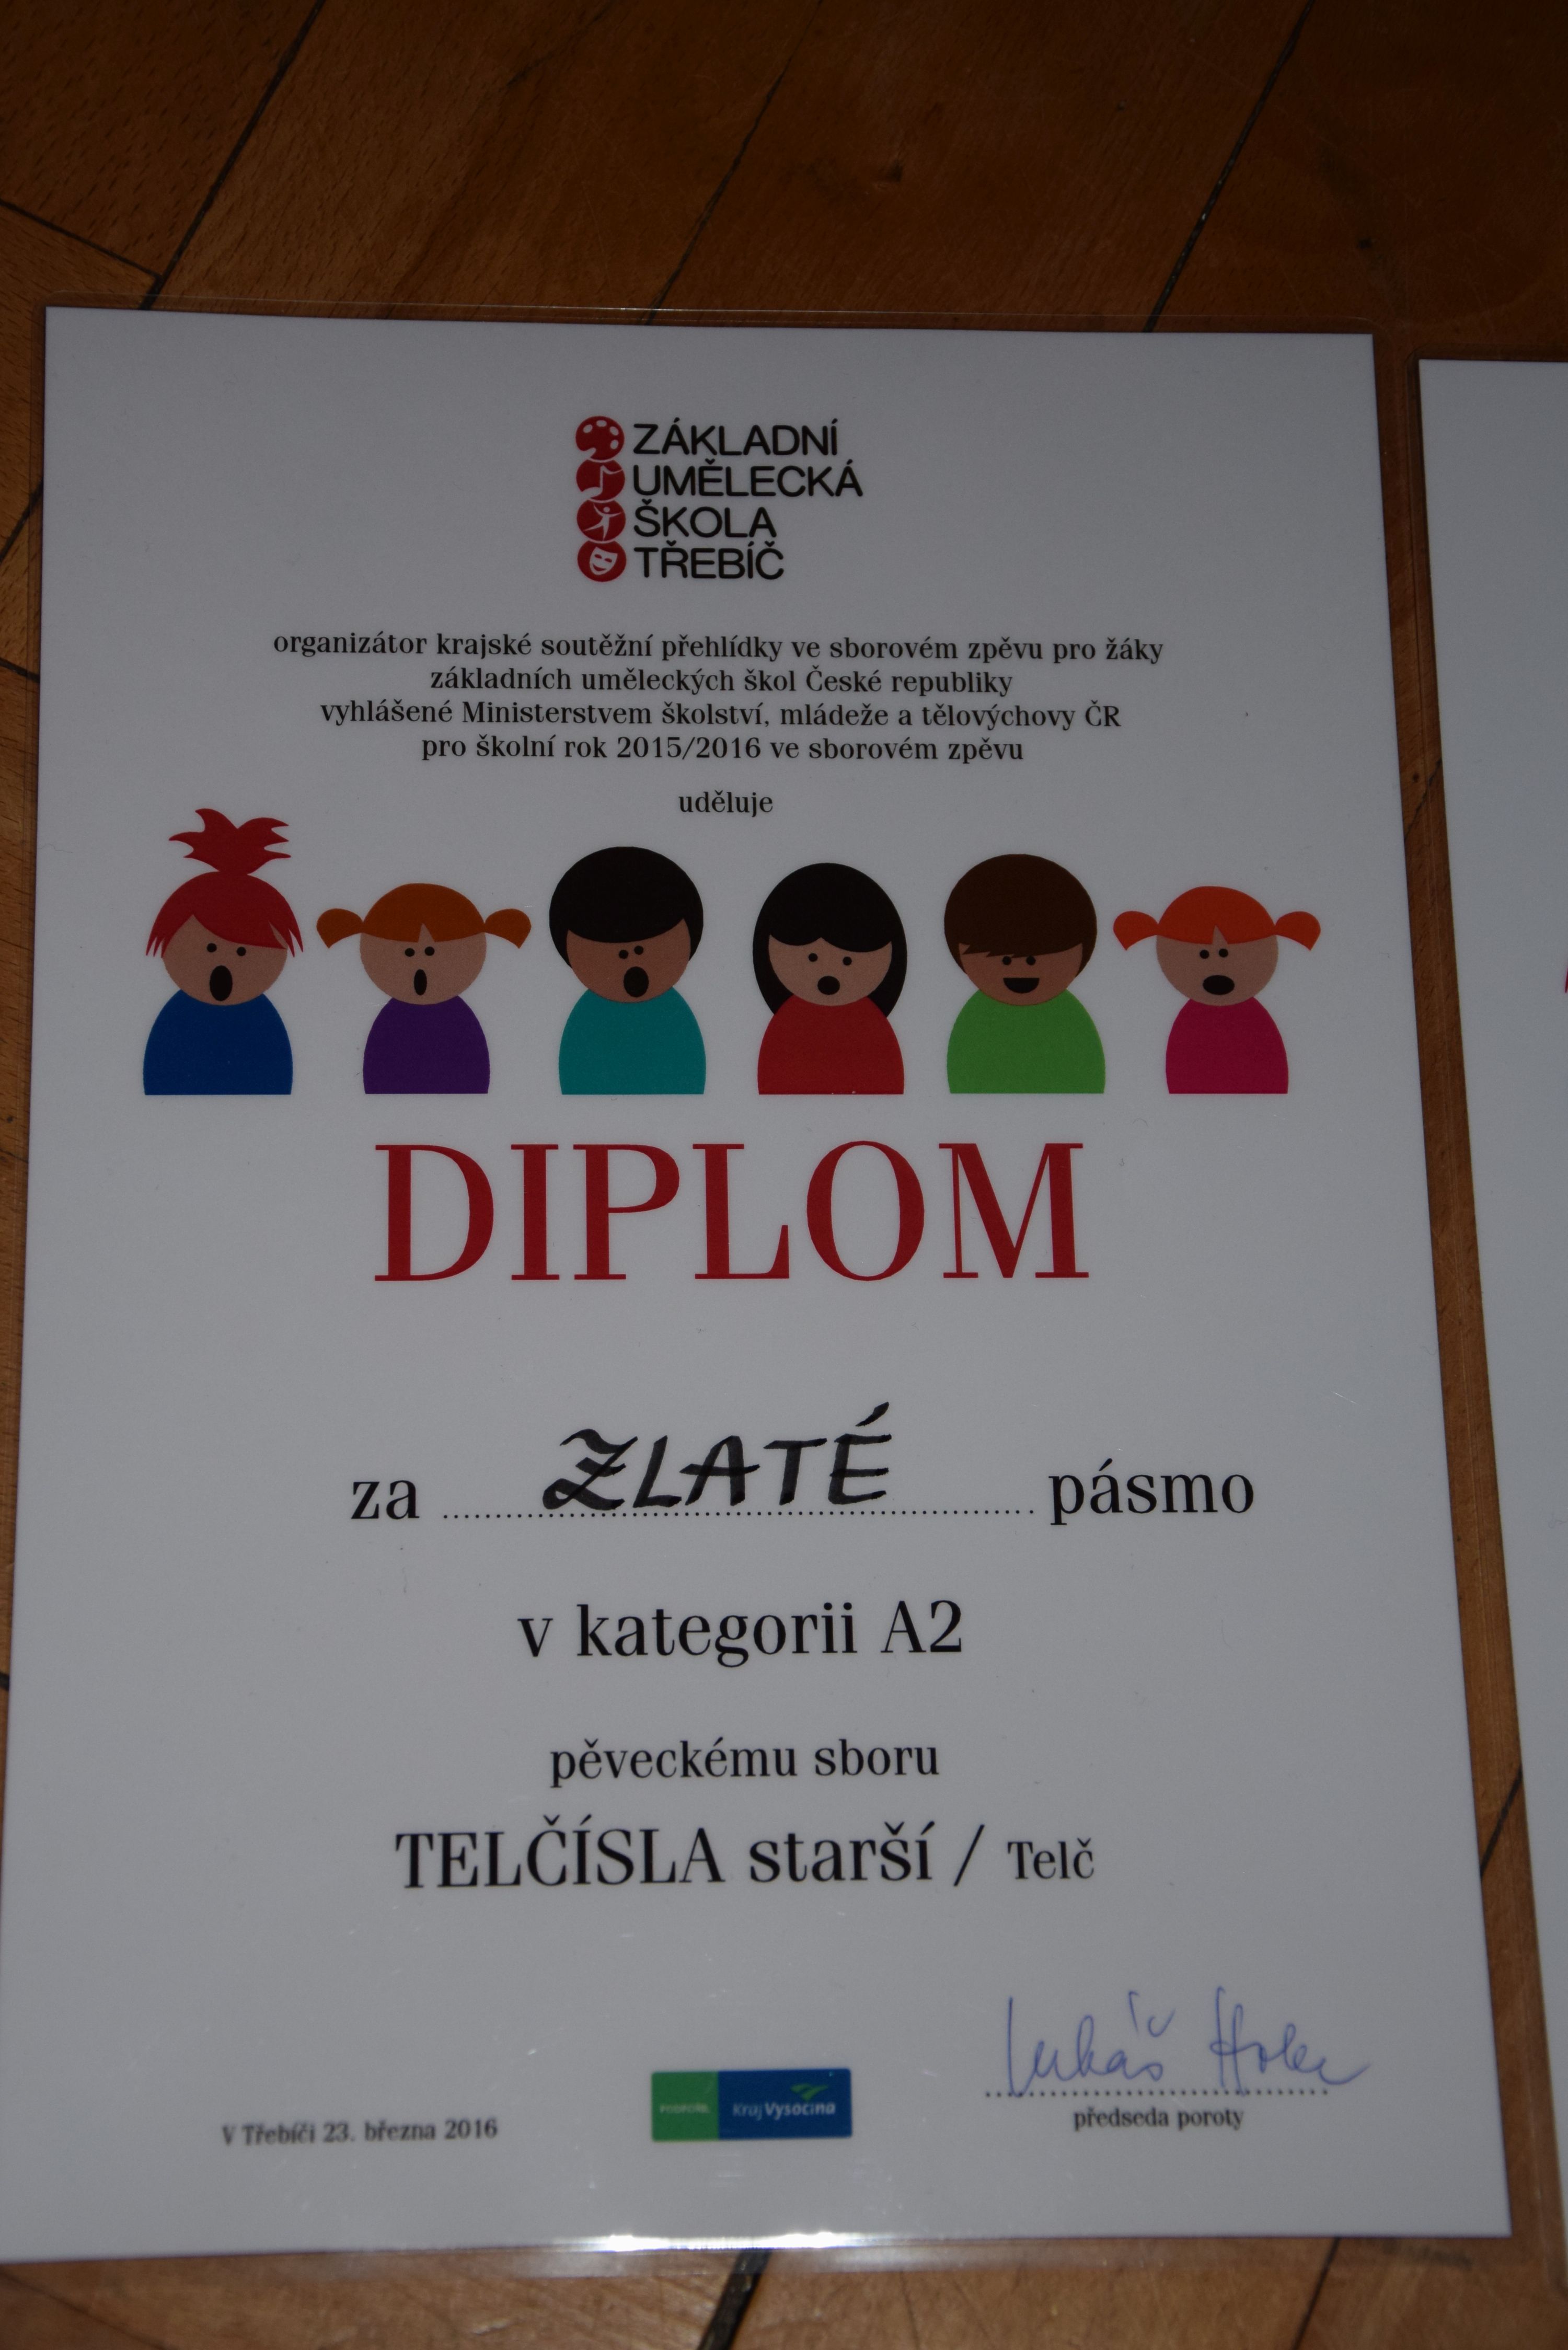 ZÁKLADNÍ
UMĚLECKÁ
ŠKOLA
TŘEBÍČ
organizátor krajské soutěžní přehlídky ve sborovém zpěvu pro žáky
základních uměleckých škol České republiky
vyhlášené Ministerstvem školství, mládeže a tělovýchovy ČR
pro školní rok 2015/2016 ve sborovém zpěvu
uděluje
DIPLOM
za ZLATÉ pásmo
v kategorii A2
pěveckému sboru
TELČÍSLA starší / Telč
Lukáš
předseda poroty
Kraj Vysočina
V Třebíči 23. března 2016